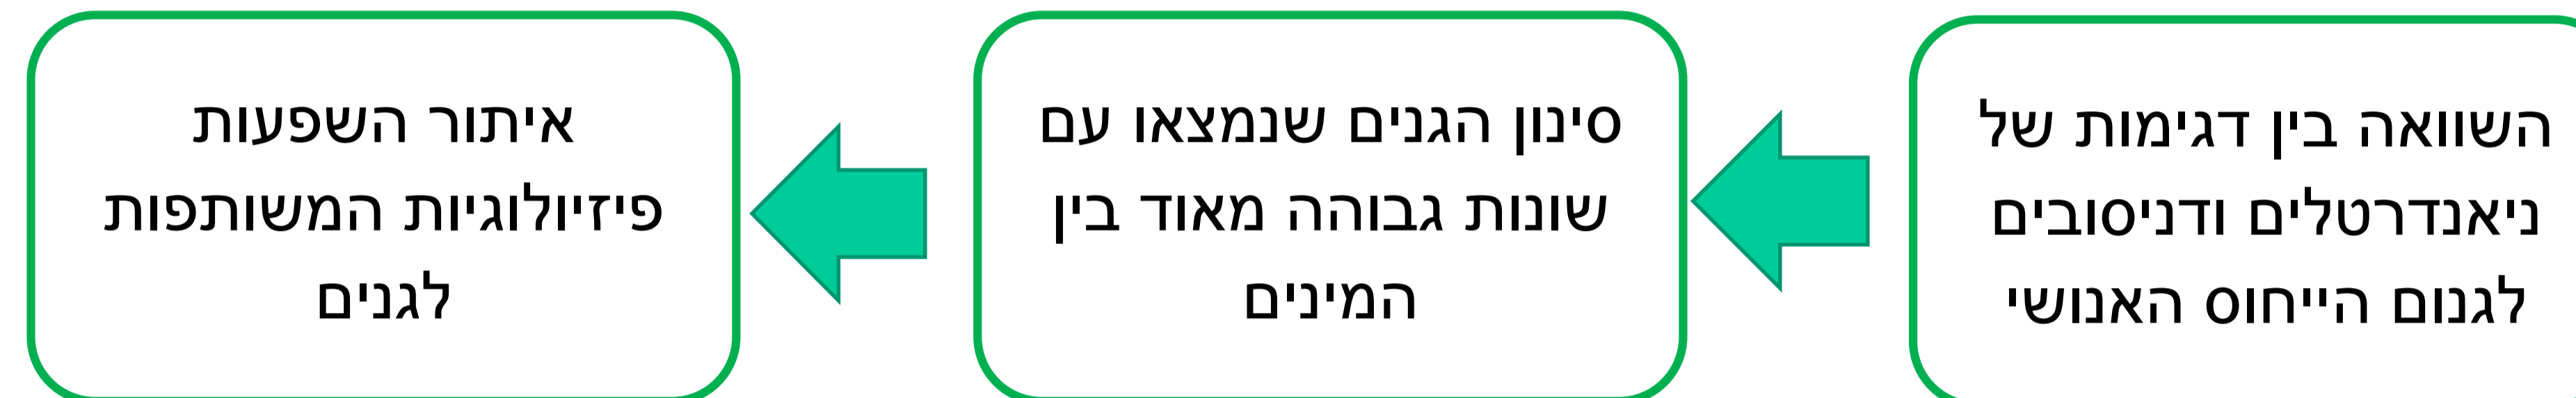 השוואה בין דגימות של
ניאנדרטלים ודניסובים
לגנום הייחוס האנושי
סינון הגנים שנמצאו עם
שונות גבוהה מאוד בין
המינים
איתור השפעות
פיזיולוגיות המשותפות
לגנים